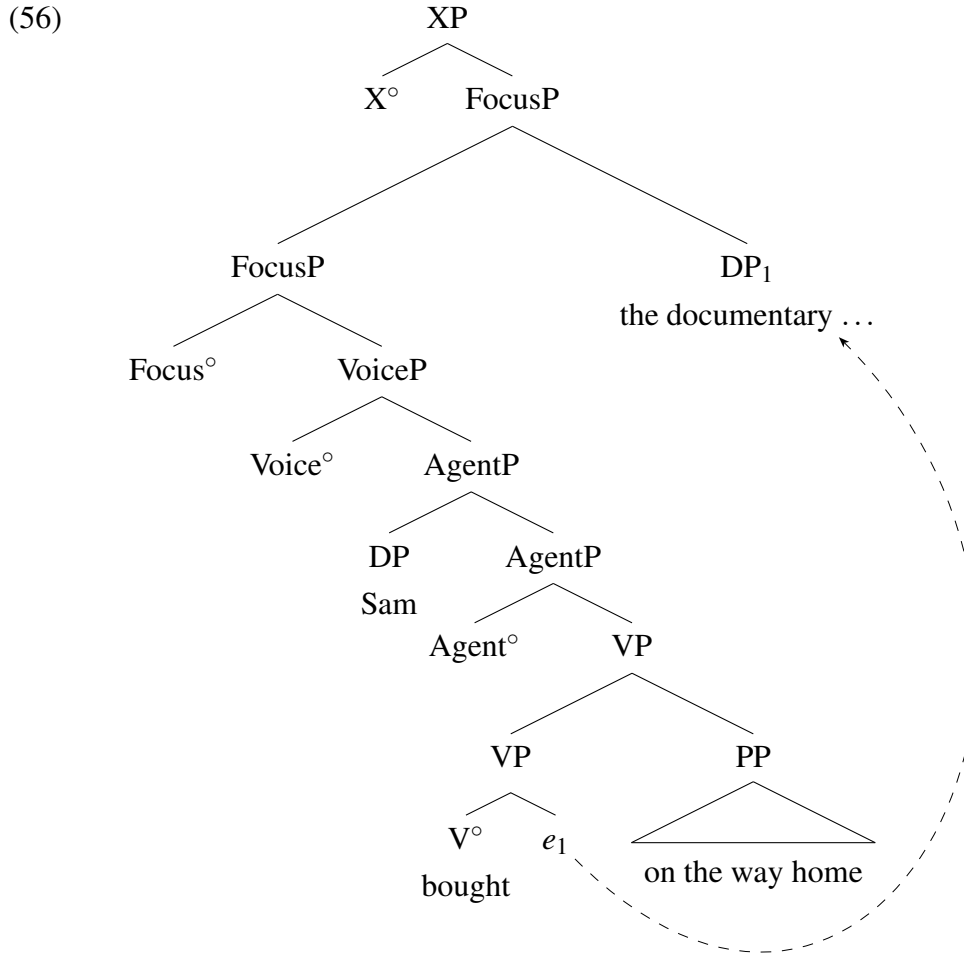 (56) XP
X° FocusP
FocusP DP₁
the documentary …
Focus° VoiceP
Voice° AgentP
DP AgentP
Sam
Agent° VP
VP PP
V° e₁
on the way home
bought